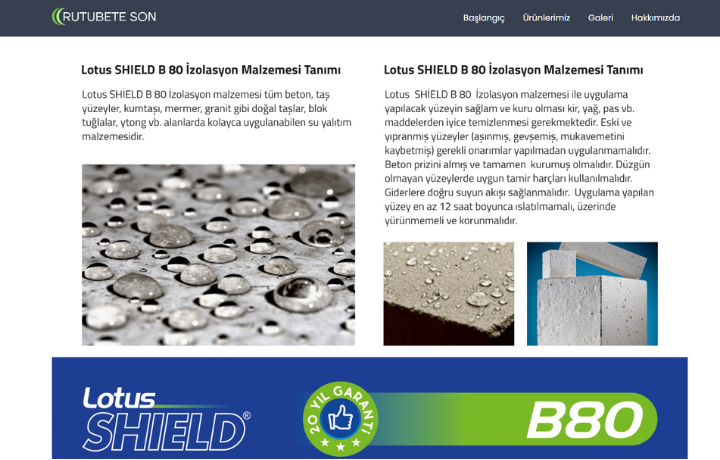 RUTUBETE SON
Başlangıç Ürünlerimiz Galeri Hakkımızda
Lotus SHIELD B 80 İzolasyon Malzemesi Tanımı
Lotus SHİELD B 80 İzolasyon malzemesi tüm beton, taş
yüzeyler, kumtaşı, mermer, granit gibi doğal taşlar, blok
tuğlalar, ytong vb. alanlarda kolayca uygulanabilen su yalıtım
malzemesidir.
Lotus SHIELD B 80 İzolasyon Malzemesi Tanımı
Lotus SHİELD B 80 İzolasyon malzemesi ile uygulama
yapılacak yüzeyin sağlam ve kuru olması kir, yağ, pas vb.
maddelerden iyice temizlenmesi gerekmektedir. Eski ve
yıpranmış yüzeyler (aşınmış, gevşemiş, mukavemetini
kaybetmiş) gerekli onarımlar yapılmadan uygulanmamalıdır.
Beton prizini almış ve tamamen kurumuş olmalıdır. Düzgün
olmayan yüzeylerde uygun tamir harçları kullanılmalıdır.
Giderlere doğru suyun akışı sağlanmalıdır. Uygulama yapılan
yüzey en az 12 saat boyunca ıslatılmamalı, üzerinde
yürünmemeli ve korunmalıdır.
Lotus
SHIELD®
20 YIL GARANTİ
B80